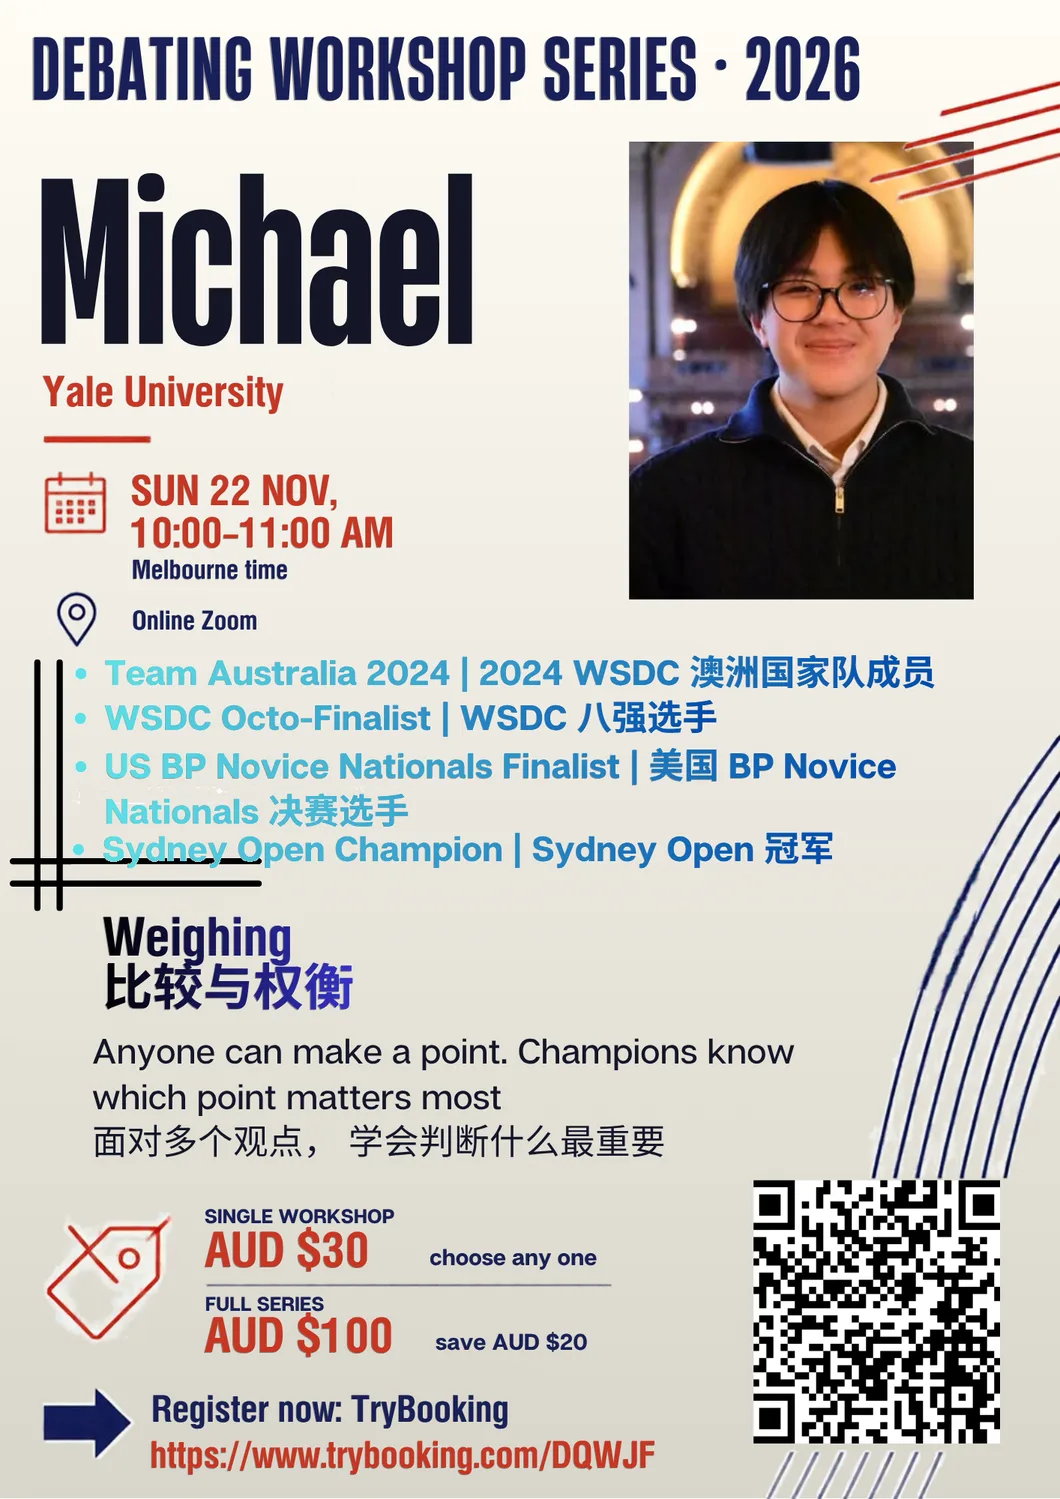 DEBATING WORKSHOP SERIES · 2026
Michael
Yale University
SUN 22 NOV,
10:00–11:00 AM
Melbourne time
Online Zoom
• Team Australia 2024 | 2024 WSDC 澳洲国家队成员
• WSDC Octo-Finalist | WSDC 八强选手
• US BP Novice Nationals Finalist | 美国 BP Novice
Nationals 决赛选手
• Sydney Open Champion | Sydney Open 冠军
Weighing
比较与权衡
Anyone can make a point. Champions know
which point matters most
面对多个观点， 学会判断什么最重要
SINGLE WORKSHOP
AUD $30 choose any one
FULL SERIES
AUD $100 save AUD $20
Register now: TryBooking
https://www.trybooking.com/DQWJF